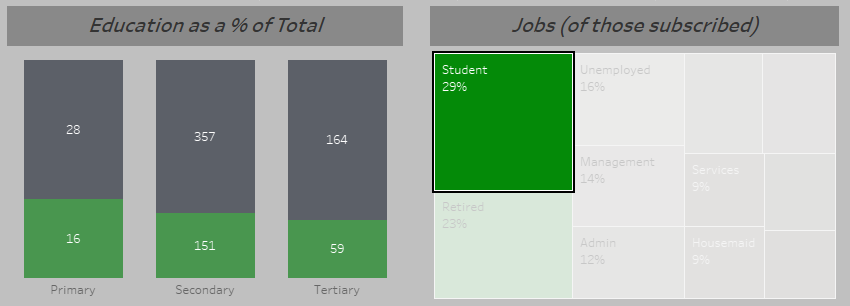 Education as a % of Total
Jobs (of those subscribed)
28
357
164
16
151
59
Primary
Secondary
Tertiary
Student
29%
Unemployed
16%
Management
14%
Services
9%
Retired
23%
Admin
12%
Housemaid
9%